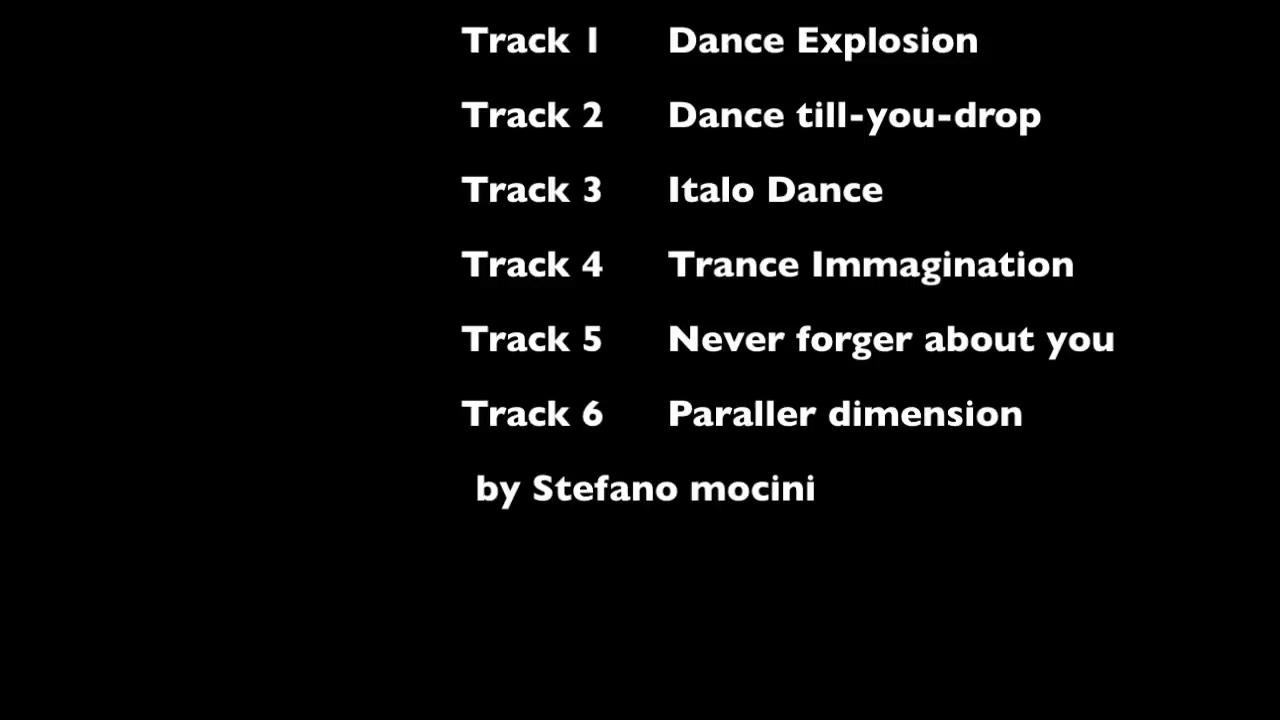 Track 1 Dance Explosion
Track 2 Dance till-you-drop
Track 3 Italo Dance
Track 4 Trance Immagination
Track 5 Never forger about you
Track 6 Paraller dimension
by Stefano mocini